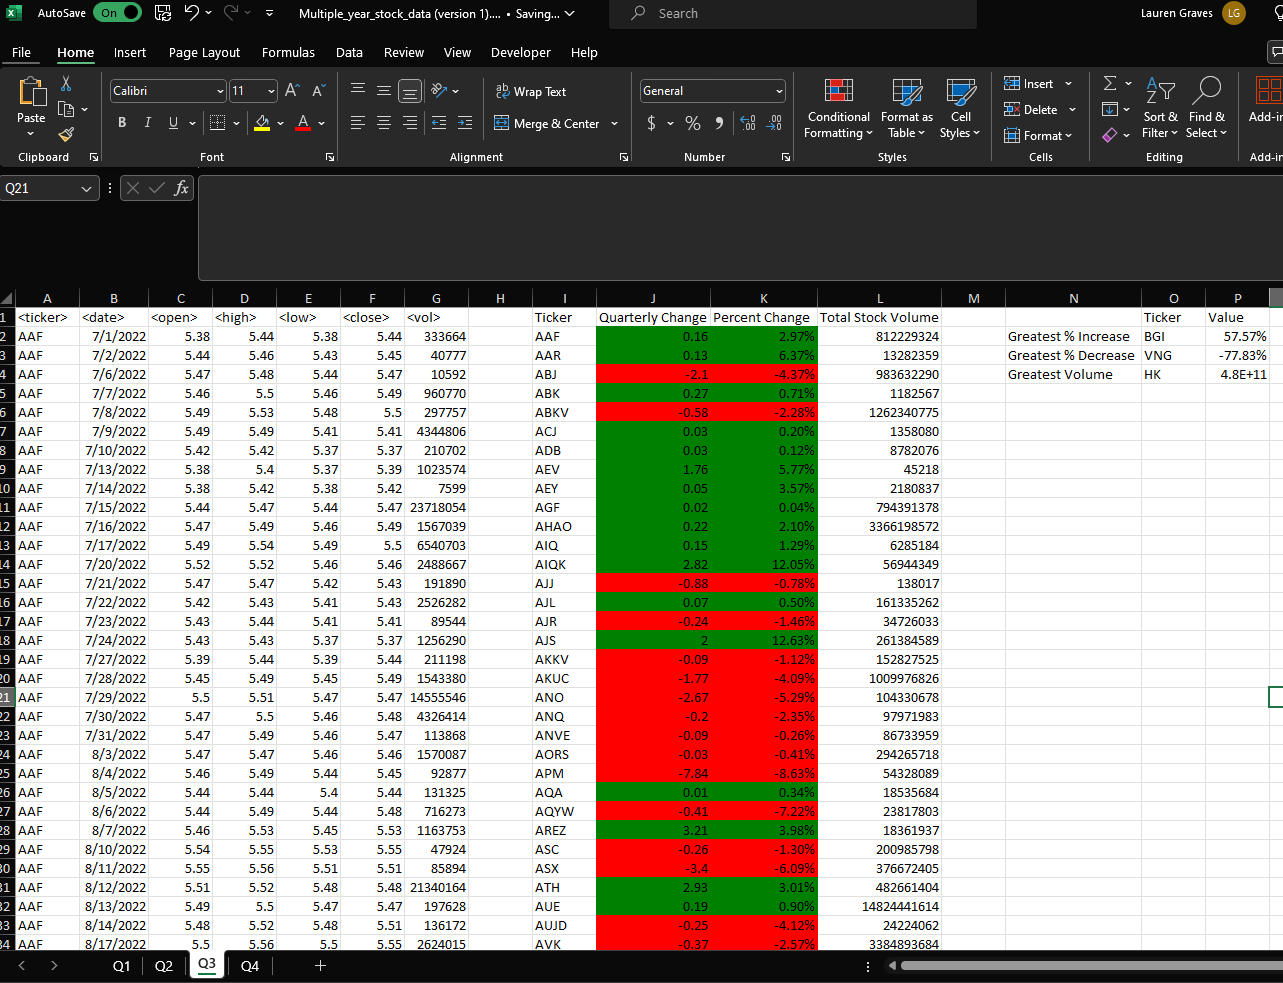 AutoSave On Multiple_year_stock_data (version 1).... • Saving... Search Lauren Graves LG
File Home Insert Page Layout Formulas Data Review View Developer Help
Paste Calibri 11 Wrap Text General Conditional Formatting Format as Table Cell Styles Insert Sort & Filter Find & Select Add-in
B I U A Merge & Center $ % Delete
Format
Clipboard Font Alignment Number Styles Cells Editing Add-in
Q21 fx
A B C D E F G H I J K L M N O P
1 <ticker> <date> <open> <high> <low> <close> <vol> Ticker Quarterly Change Percent Change Total Stock Volume Ticker Value
2 AAF 7/1/2022 5.38 5.44 5.38 5.44 333664 AAF 0.16 2.97% 812229324 Greatest % Increase BGI 57.57%
3 AAF 7/2/2022 5.44 5.46 5.43 5.45 40777 AAR 0.13 6.37% 13282359 Greatest % Decrease VNG -77.83%
4 AAF 7/6/2022 5.47 5.48 5.44 5.47 10592 ABJ -2.1 -4.37% 983632290 Greatest Volume HK 4.8E+11
5 AAF 7/7/2022 5.46 5.5 5.46 5.49 960770 ABK 0.27 0.71% 1182567
6 AAF 7/8/2022 5.49 5.53 5.48 5.5 297757 ABKV -0.58 -2.28% 1262340775
7 AAF 7/9/2022 5.49 5.49 5.41 5.41 4344806 ACJ 0.03 0.20% 1358080
8 AAF 7/10/2022 5.42 5.42 5.37 5.37 210702 ADB 0.03 0.12% 8782076
9 AAF 7/13/2022 5.38 5.4 5.37 5.39 1023574 AEV 1.76 5.77% 45218
10 AAF 7/14/2022 5.38 5.42 5.38 5.42 7599 AEY 0.05 3.57% 2180837
11 AAF 7/15/2022 5.44 5.47 5.44 5.47 23718054 AGF 0.02 0.04% 794391378
12 AAF 7/16/2022 5.47 5.49 5.46 5.49 1567039 AHAO 0.22 2.10% 3366198572
13 AAF 7/17/2022 5.49 5.54 5.49 5.5 6540703 AIQ 0.15 1.29% 6285184
14 AAF 7/20/2022 5.52 5.52 5.46 5.46 2488667 AIQK 2.82 12.05% 56944349
15 AAF 7/21/2022 5.47 5.47 5.42 5.43 191890 AJJ -0.88 -0.78% 138017
16 AAF 7/22/2022 5.42 5.43 5.41 5.43 2526282 AJL 0.07 0.50% 161335262
17 AAF 7/23/2022 5.43 5.44 5.41 5.41 89544 AJR -0.24 -1.46% 34726033
18 AAF 7/24/2022 5.43 5.43 5.37 5.37 1256290 AJS 2 12.63% 261384589
19 AAF 7/27/2022 5.39 5.44 5.39 5.44 211198 AKKV -0.09 -1.12% 152827525
20 AAF 7/28/2022 5.45 5.49 5.45 5.49 1543380 AKUC -1.77 -4.09% 1009976826
21 AAF 7/29/2022 5.5 5.51 5.47 5.47 14555546 ANO -2.67 -5.29% 104330678
22 AAF 7/30/2022 5.47 5.5 5.46 5.48 4326414 ANQ -0.2 -2.35% 97971983
23 AAF 7/31/2022 5.47 5.49 5.46 5.47 113868 ANVE -0.09 -0.26% 86733959
24 AAF 8/3/2022 5.47 5.47 5.46 5.46 1570087 AORS -0.03 -0.41% 294265718
25 AAF 8/4/2022 5.46 5.49 5.44 5.45 92877 APM -7.84 -8.63% 54328089
26 AAF 8/5/2022 5.44 5.44 5.4 5.44 131325 AQA 0.01 0.34% 18535684
27 AAF 8/6/2022 5.44 5.49 5.44 5.48 716273 AQYW -0.41 -7.22% 23817803
28 AAF 8/7/2022 5.46 5.53 5.45 5.53 1163753 AREZ 3.21 3.98% 18361937
29 AAF 8/10/2022 5.54 5.55 5.53 5.55 47924 ASC -0.26 -1.30% 200985798
30 AAF 8/11/2022 5.55 5.56 5.51 5.51 85894 ASX -3.4 -6.09% 376672405
31 AAF 8/12/2022 5.51 5.52 5.48 5.48 21340164 ATH 2.93 3.01% 482661404
32 AAF 8/13/2022 5.49 5.5 5.47 5.47 197628 AUE 0.19 0.90% 14824441614
33 AAF 8/14/2022 5.48 5.52 5.48 5.51 136172 AUJD -0.25 -4.12% 24224062
34 AAF 8/17/2022 5.5 5.56 5.5 5.55 2624015 AVK -0.37 -2.57% 3384893684
Q1 Q2 Q3 Q4 +